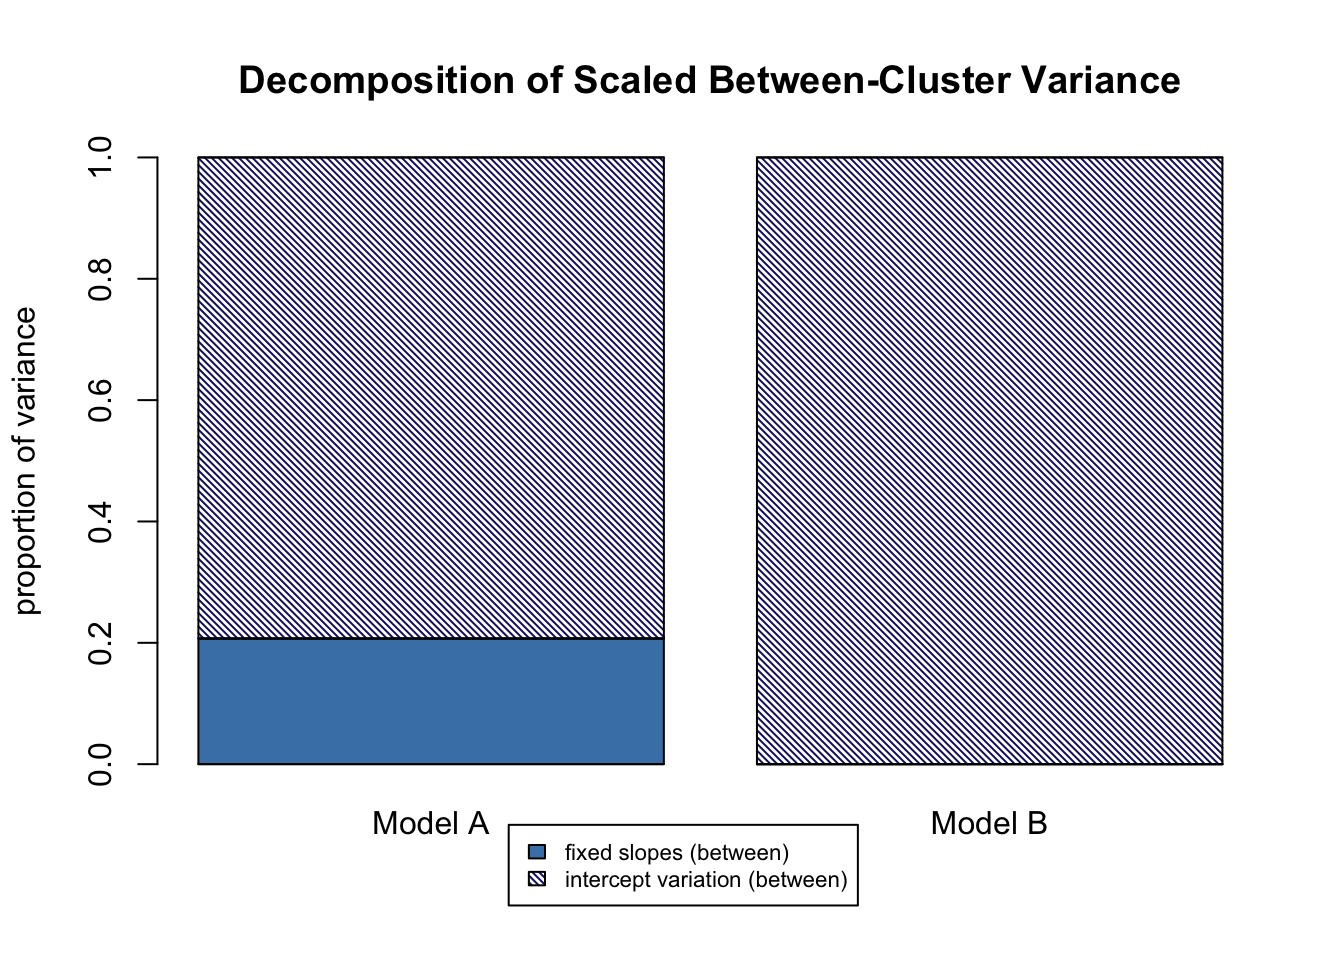 Decomposition of Scaled Between-Cluster Variance
proportion of variance
1.0
0.8
0.6
0.4
0.2
0.0
Model A
Model B
fixed slopes (between)
intercept variation (between)